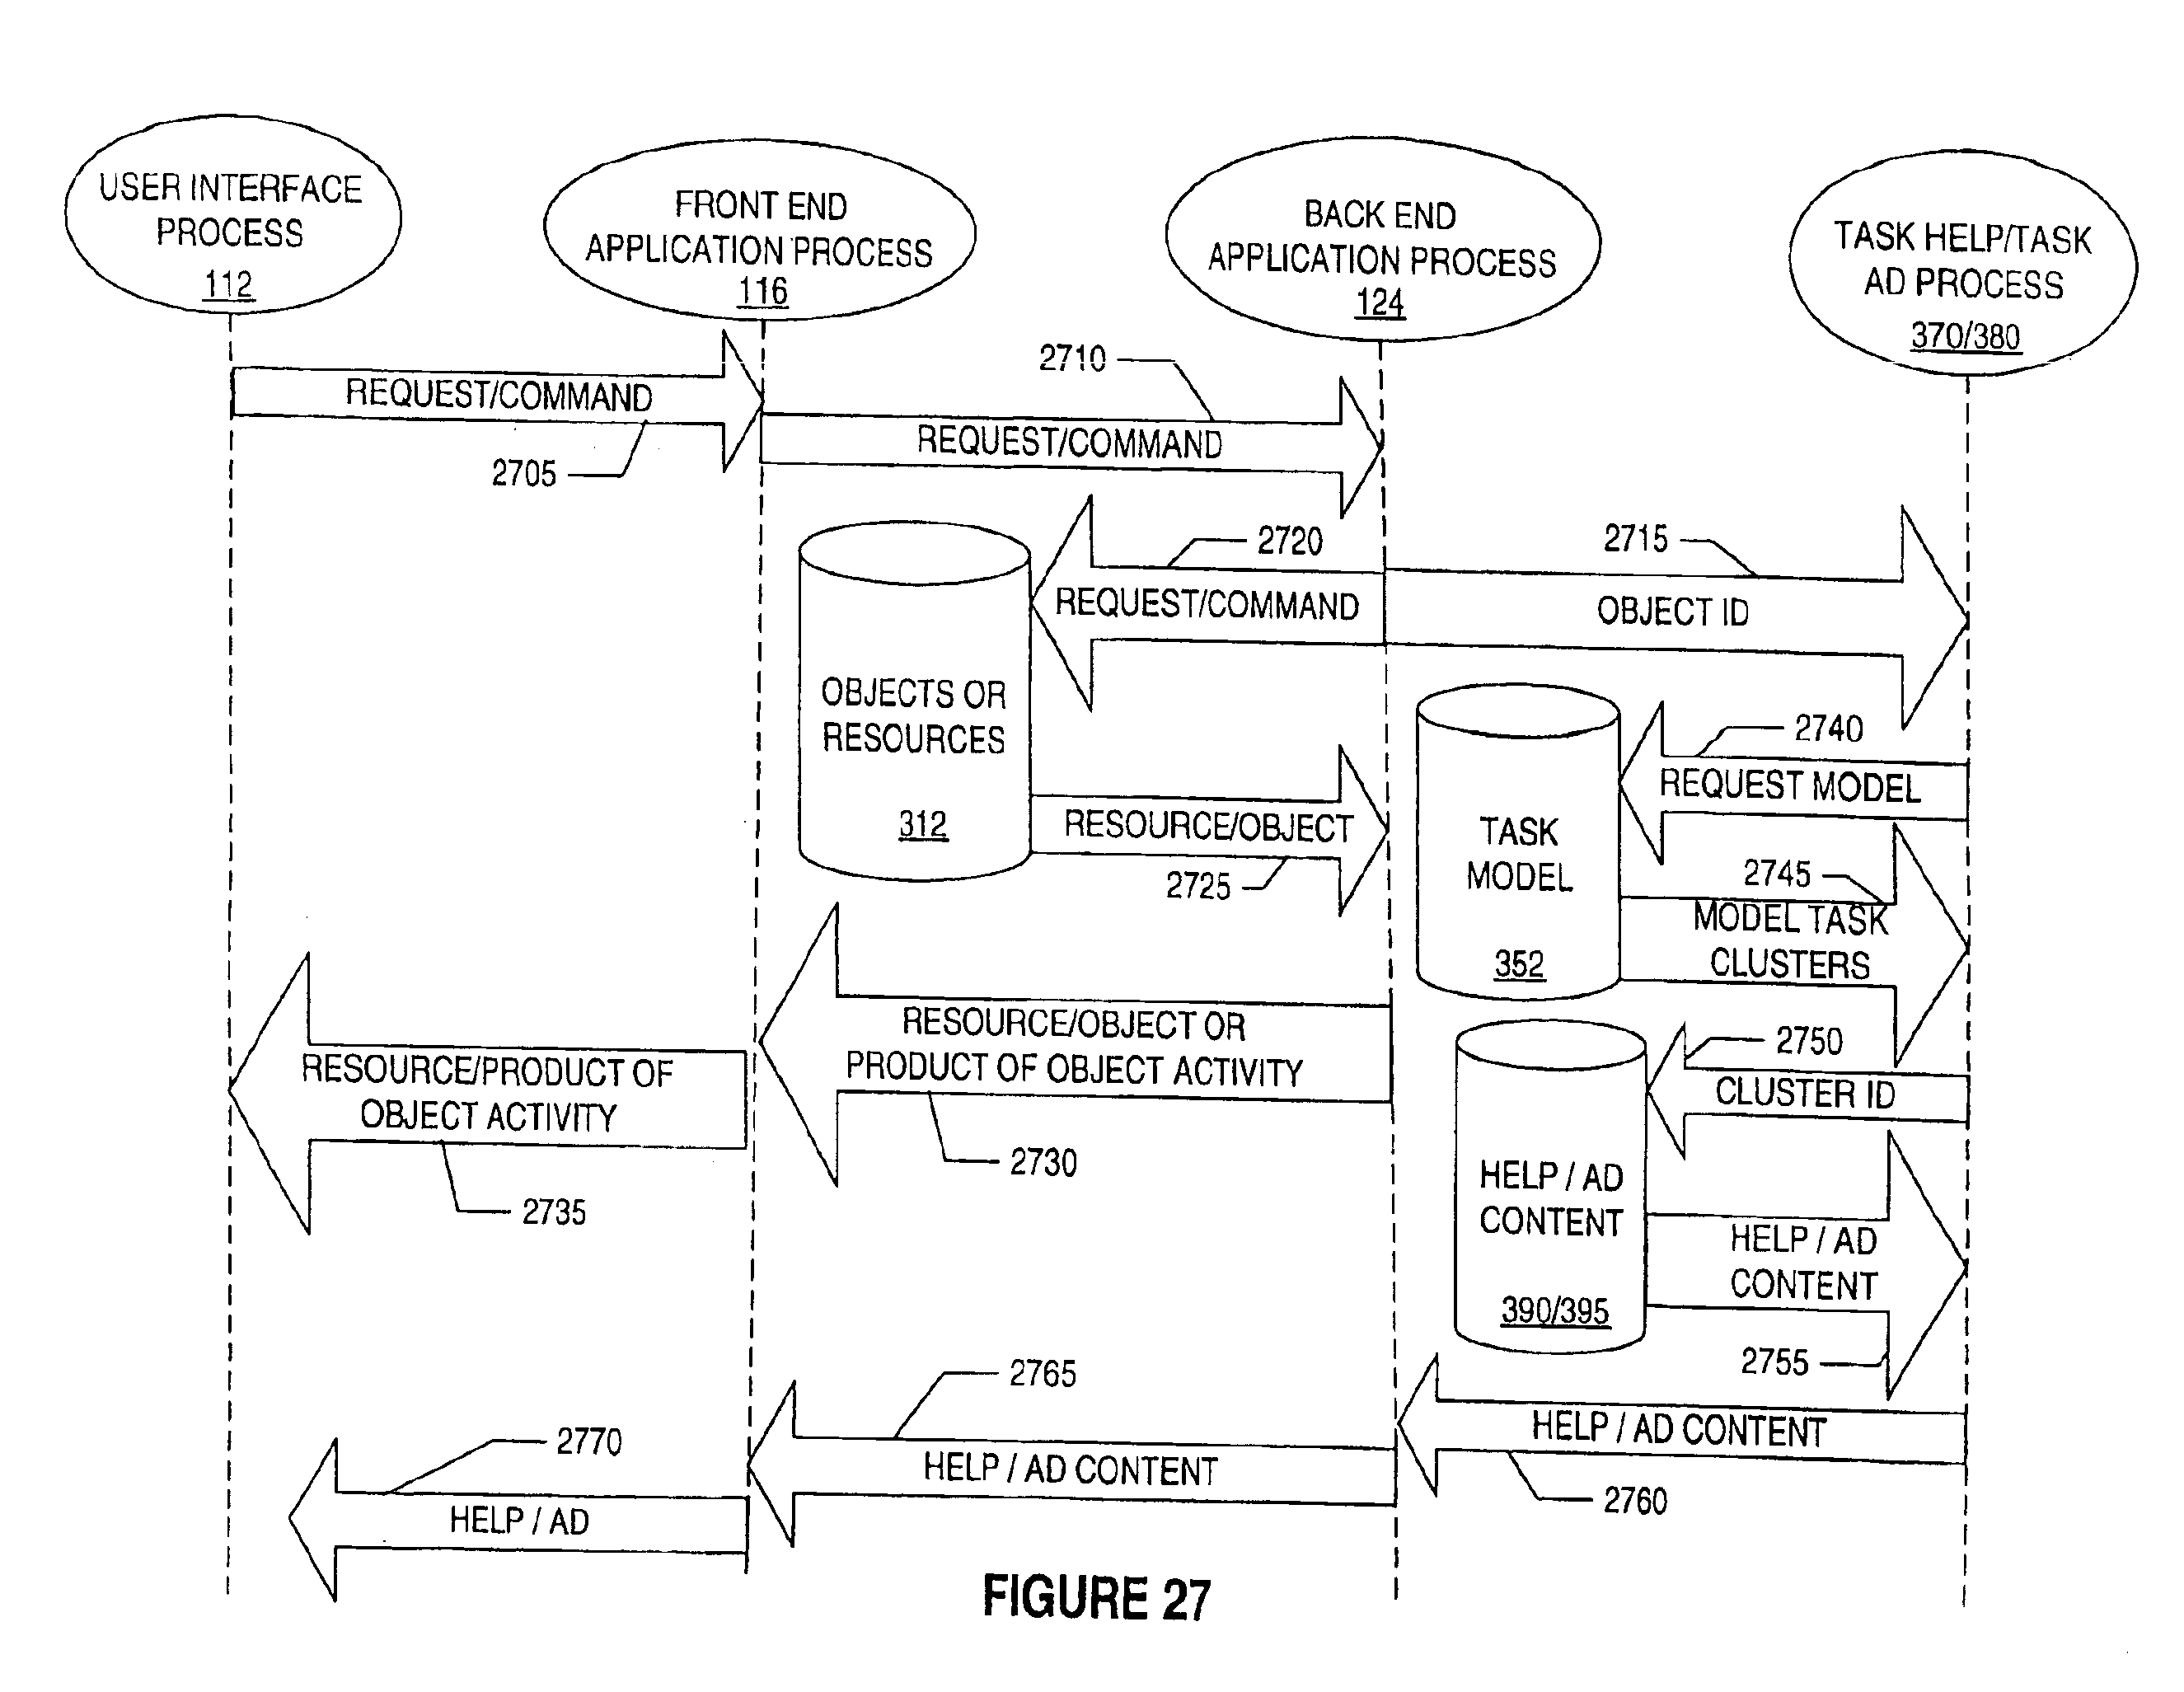 USER INTERFACE
PROCESS
112
FRONT END
APPLICATION PROCESS
116
BACK END
APPLICATION PROCESS
124
TASK HELP/TASK
AD PROCESS
370/380
REQUEST/COMMAND
2705
2710
REQUEST/COMMAND
2720
REQUEST/COMMAND
2715
OBJECT ID
OBJECTS OR
RESOURCES
312
RESOURCE/OBJECT
2725
2740
REQUEST MODEL
TASK
MODEL
352
2745
MODEL TASK
CLUSTERS
RESOURCE/OBJECT OR
PRODUCT OF OBJECT ACTIVITY
2730
RESOURCE/PRODUCT OF
OBJECT ACTIVITY
2735
2750
CLUSTER ID
HELP / AD
CONTENT
390/395
HELP / AD
CONTENT
2755
HELP / AD CONTENT
2760
2765
HELP / AD CONTENT
2770
HELP / AD
FIGURE 27